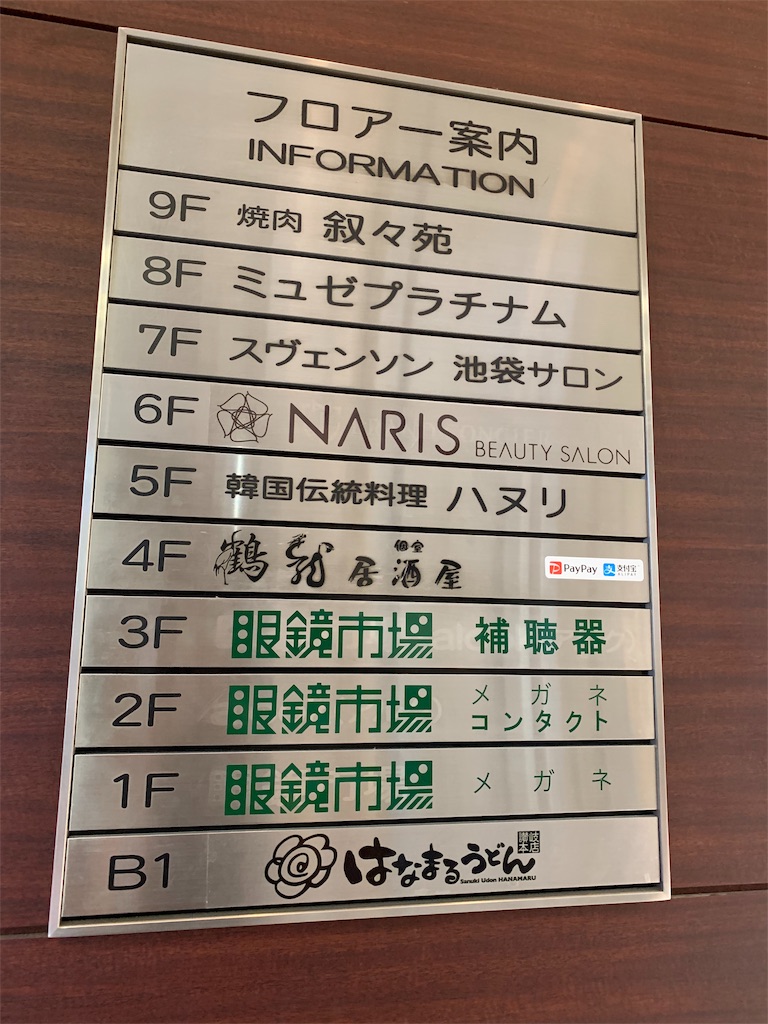 フロアー案内
INFORMATION
9F 焼肉 叙々苑
8F ミュゼプラチナム
7F スヴェンソン 池袋サロン
6F NARIS BEAUTY SALON
5F 韓国伝統料理 ハヌリ
4F 鶴龍 個室 居酒屋 PayPay 支付宝 ALIPAY
3F 眼鏡市場 補聴器
2F 眼鏡市場 メガネ
コンタクト
1F 眼鏡市場 メガネ
B1 はなまるうどん 讃岐本店
Sanuki Udon HANAMARU